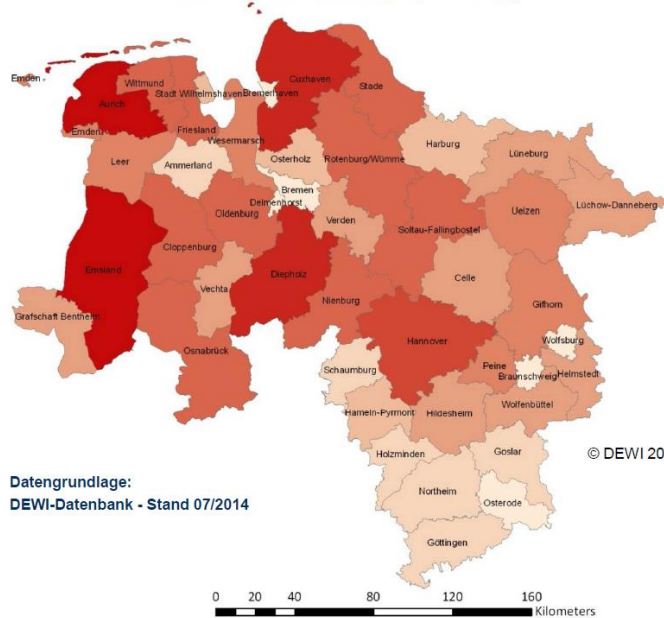 Emden
Wittmund
Stadt Wilhelmshaven
Bremerhaven
Cuxhaven
Stade
Aurich
Emden
Friesland
Wesermarsch
Leer
Ammerland
Osterholz
Rotenburg/Wümme
Harburg
Lüneburg
Lüchow-Danneberg
Bremen
Delmenhorst
Oldenburg
Verden
Soltau-Fallingbostel
Uelzen
Cloppenburg
Emsland
Vechta
Diepholz
Celle
Nienburg
Gifhorn
Grafschaft Bentheim
Osnabrück
Hannover
Wolfsburg
Schaumburg
Peine
Braunschweig
Helmstedt
Hameln-Pyrmont
Hildesheim
Wolfenbüttel
Holzminden
Goslar
© DEWI 20
Datengrundlage:
DEWI-Datenbank - Stand 07/2014
Northeim
Osterode
Göttingen
0 20 40 80 120 160
Kilometers